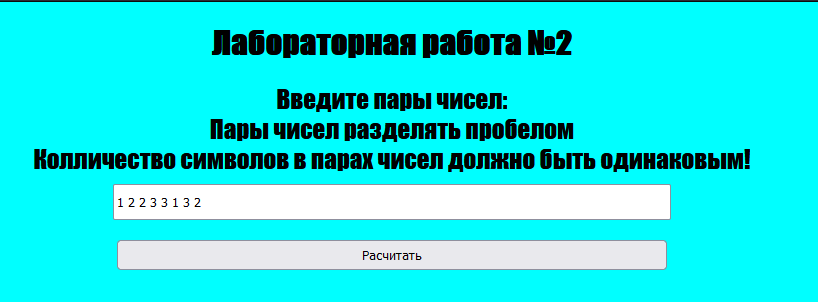 Лабораторная работа №2
Введите пары чисел:
Пары чисел разделять пробелом
Колличество символов в парах чисел должно быть одинаковым!
1 2 2 3 3 1 3 2
Расчитать